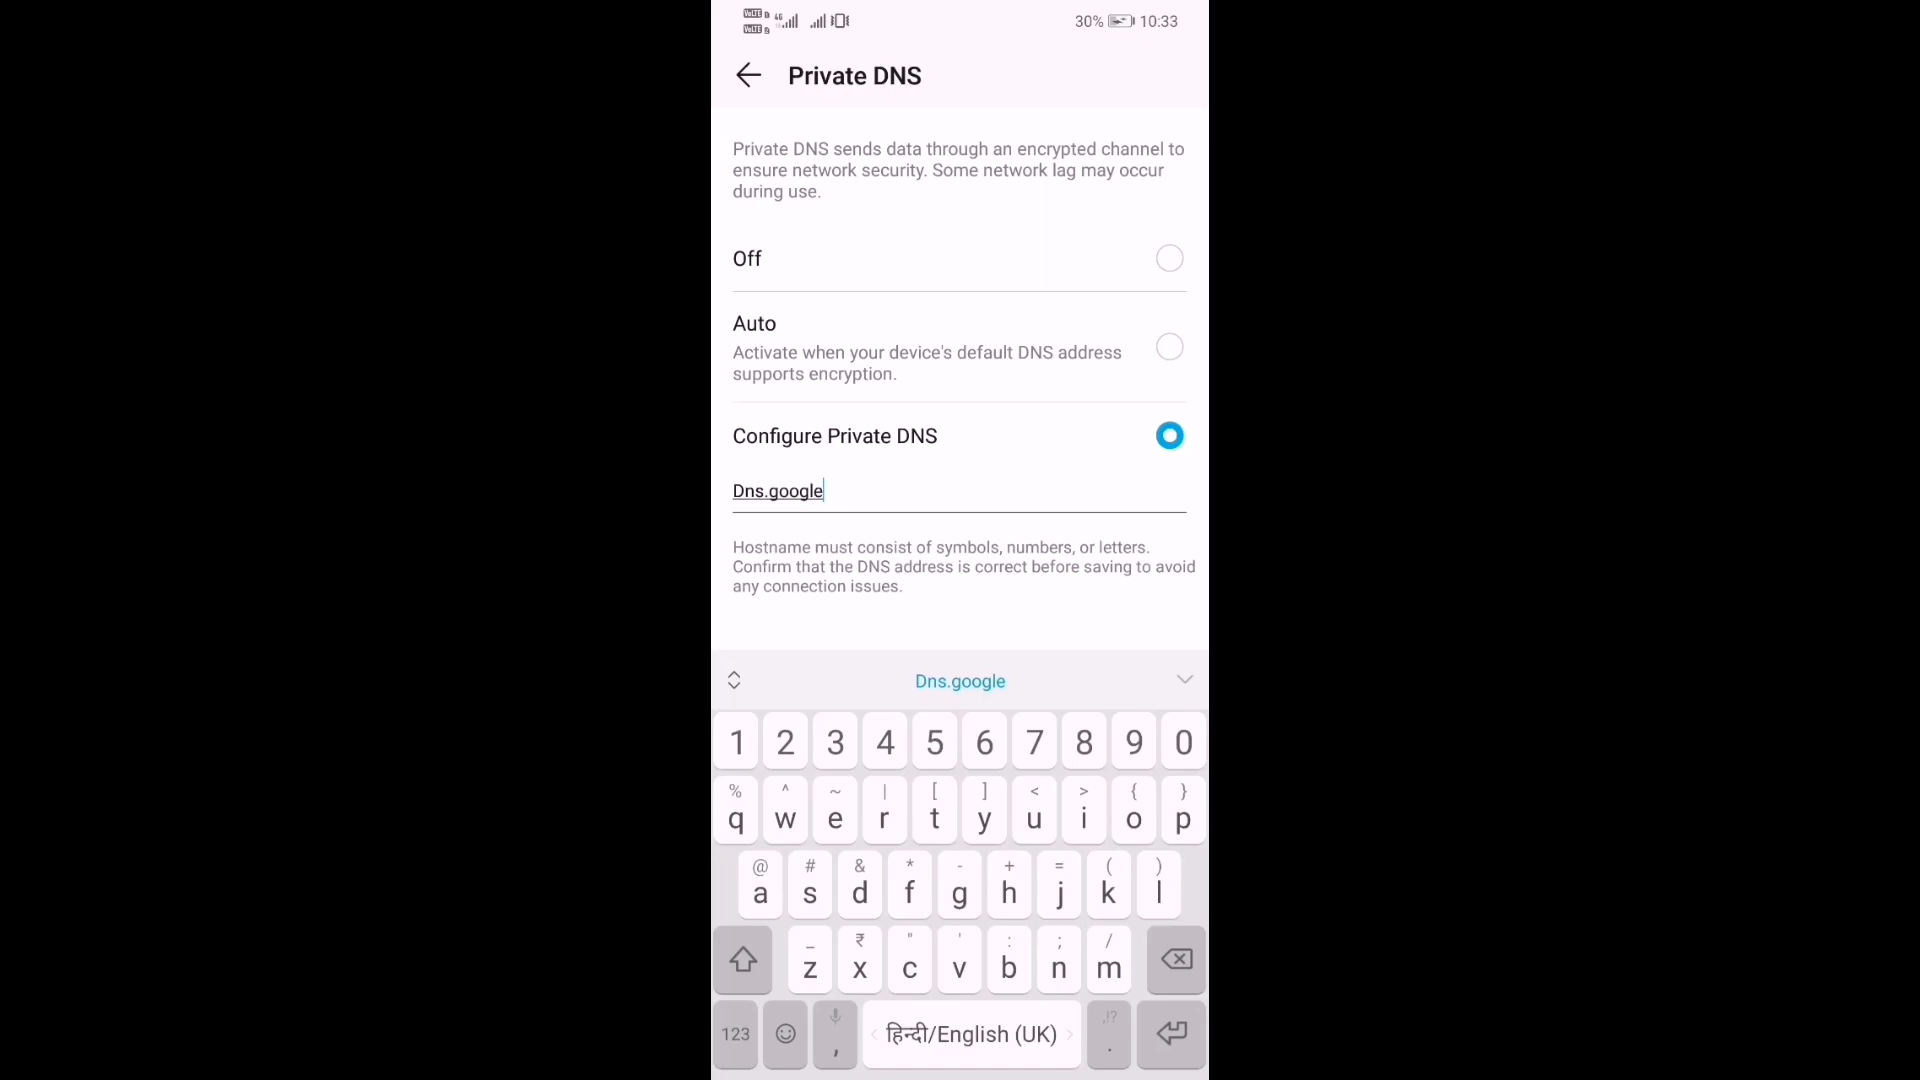 30% 10:33
Private DNS
Private DNS sends data through an encrypted channel to
ensure network security. Some network lag may occur
during use.
Off
Auto
Activate when your device's default DNS address
supports encryption.
Configure Private DNS
Dns.google
Hostname must consist of symbols, numbers, or letters.
Confirm that the DNS address is correct before saving to avoid
any connection issues.
Dns.google
1 2 3 4 5 6 7 8 9 0
% ^ ~ | [ ] < > { }
q w e r t y u i o p
@ # & * - + = ( )
a s d f g h j k l
_ ₹ " ' : ; /
z x c v b n m
,!?
123 , हिन्दी/English (UK) .